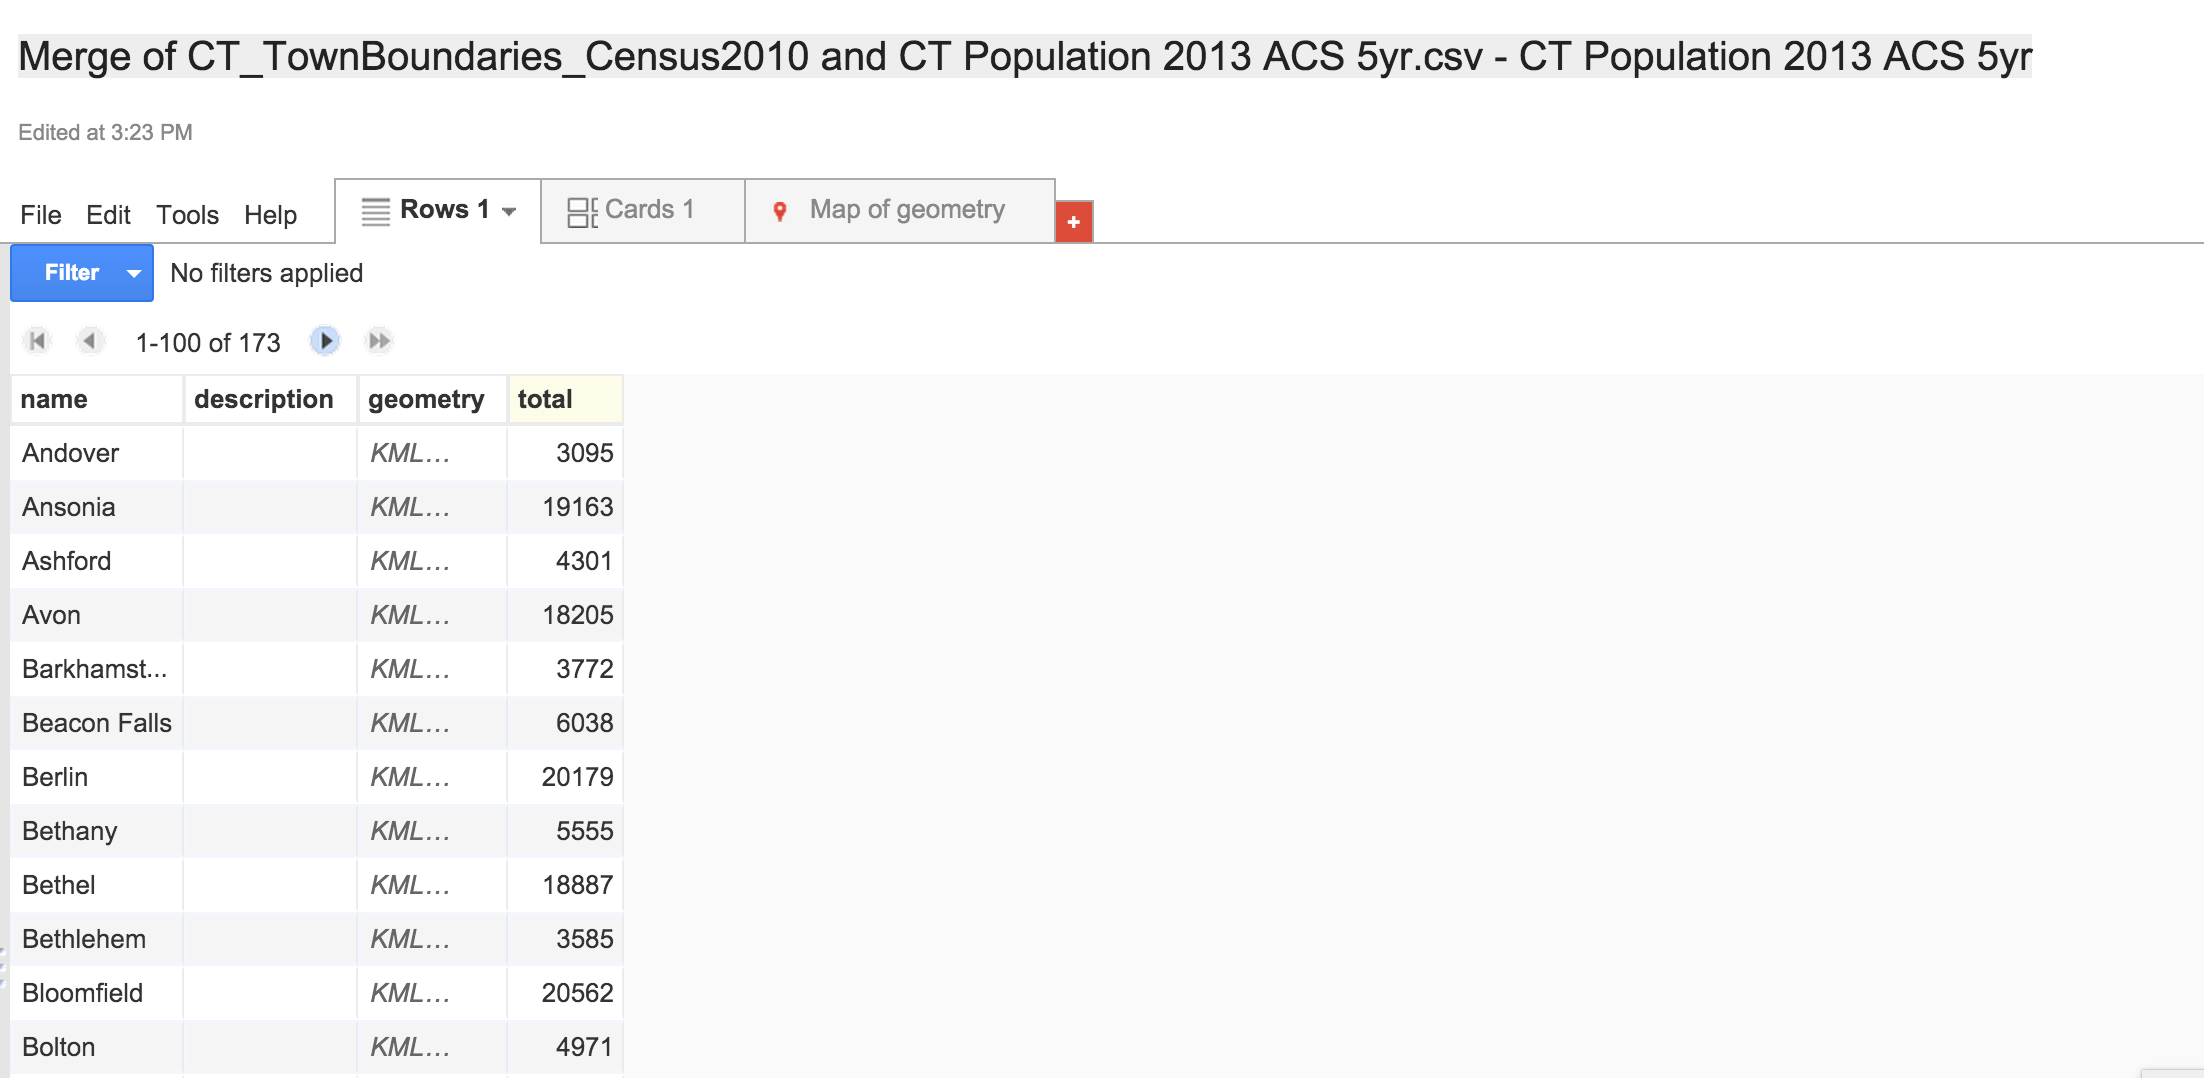 Merge of CT_TownBoundaries_Census2010 and CT Population 2013 ACS 5yr.csv - CT Population 2013 ACS 5yr
Edited at 3:23 PM
File Edit Tools Help Rows 1 Cards 1 Map of geometry +
Filter No filters applied
1-100 of 173
name description geometry total
Andover KML... 3095
Ansonia KML... 19163
Ashford KML... 4301
Avon KML... 18205
Barkhamst... KML... 3772
Beacon Falls KML... 6038
Berlin KML... 20179
Bethany KML... 5555
Bethel KML... 18887
Bethlehem KML... 3585
Bloomfield KML... 20562
Bolton KML... 4971